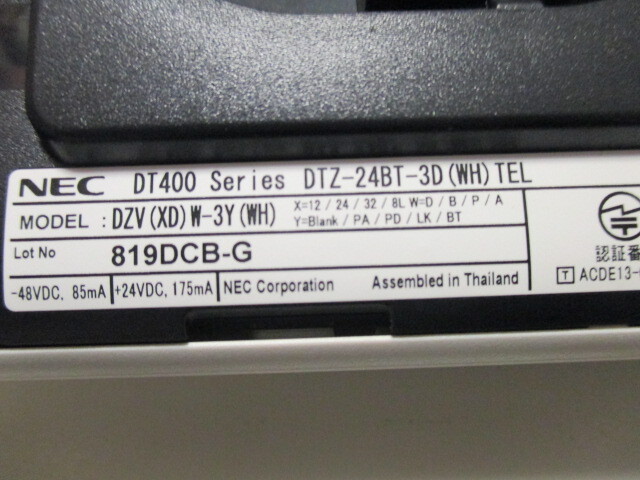 NEC DT400 Series DTZ-24BT-3D(WH)TEL
MODEL : DZV(XD)W-3Y(WH) X=12 / 24 / 32 / 8L W=D / B / P / A
Y=Blank / PA / PD / LK / BT
Lot No 819DCB-G
認証番
T ACDE13-
-48VDC, 85mA +24VDC, 175mA NEC Corporation Assembled in Thailand